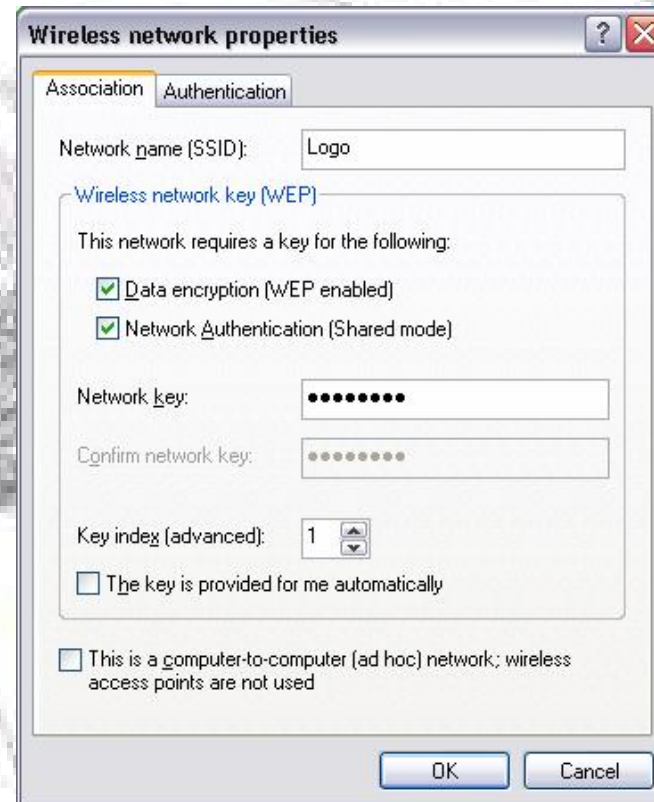 Wireless network properties
Association Authentication
Network name (SSID): Logo
Wireless network key (WEP)
This network requires a key for the following:
Data encryption (WEP enabled)
Network Authentication (Shared mode)
Network key: ••••••••
Confirm network key: ••••••••
Key index (advanced): 1
The key is provided for me automatically
This is a computer-to-computer (ad hoc) network; wireless
access points are not used
OK Cancel